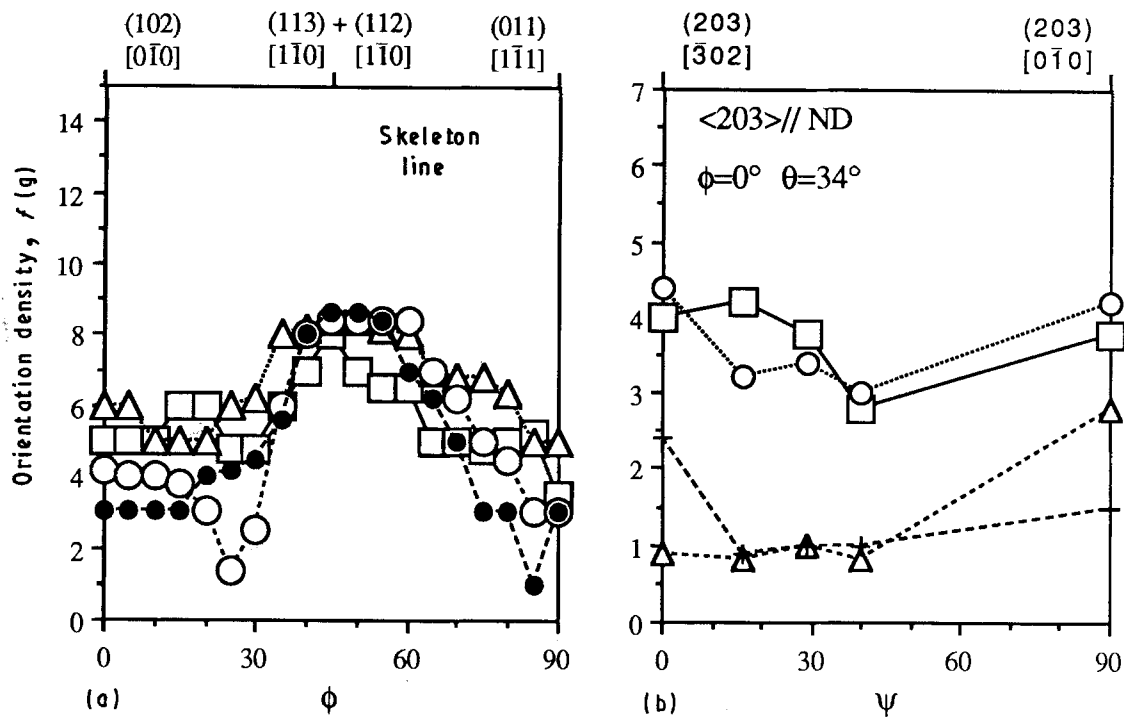 (102) (113) + (112) (011)
[01̄0] [11̄0] [11̄0] [11̄1]
14
12
10
8
6
4
2
0
Orientation density, f (g)
Skeleton
line
0 30 60 90
(a) ϕ
(203) (203)
[3̄02] [01̄0]
7
6
5
4
3
2
1
0
<203>// ND
ϕ=0° θ=34°
0 30 60 90
(b) Ψ